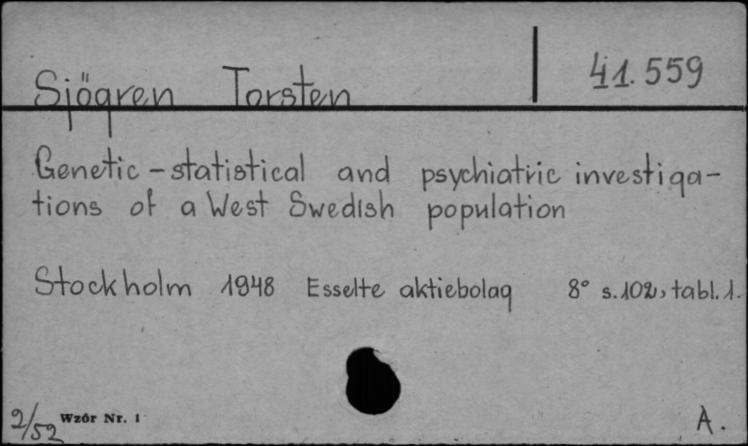 Sjögren Torsten 41.559
Genetic-statistical and psychiatric investiga-
tions of a West Swedish population
Stockholm 1948 Esselte aktiebolag 8° s. 102, tabl. 1.
2/52 Wzór Nr. 1 A.